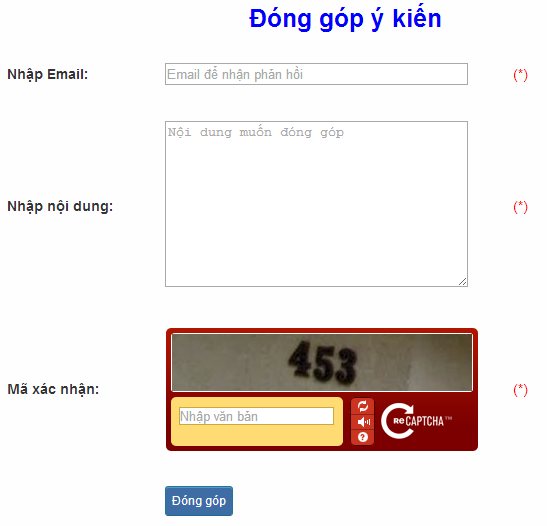 Đóng góp ý kiến
Nhập Email:
Email để nhận phản hồi
(*)
Nhập nội dung:
Nội dung muốn đóng góp
(*)
Mã xác nhận:
453
Nhập văn bản
ReCAPTCHA™
(*)
Đóng góp